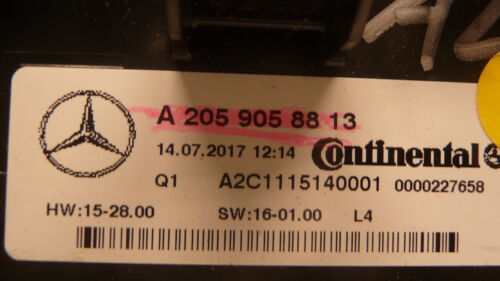 A 205 905 88 13
14.07.2017 12:14 Continental
Q1 A2C1115140001 0000227658
HW:15-28.00 SW:16-01.00 L4